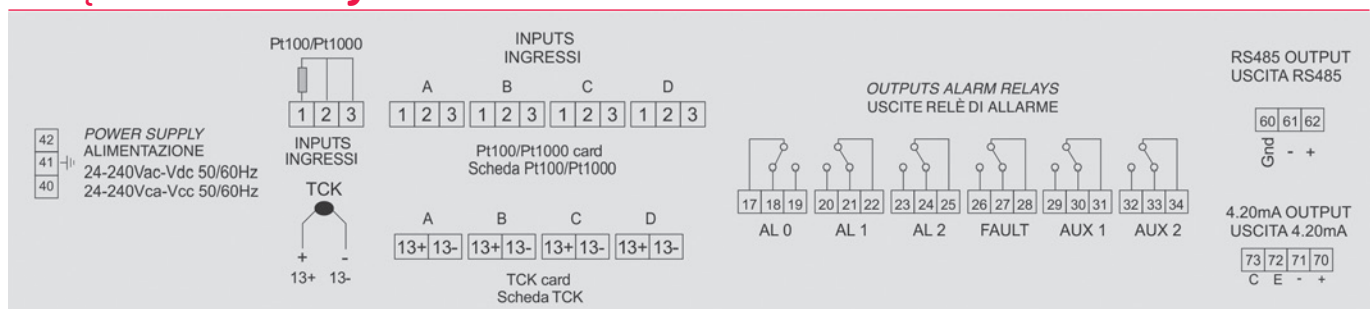 42
41
40
POWER SUPPLY
ALIMENTAZIONE
24-240Vac-Vdc 50/60Hz
24-240Vca-Vcc 50/60Hz
Pt100/Pt1000
1 2 3
INPUTS
INGRESSI
TCK
+ -
13+ 13-
INPUTS
INGRESSI
A B C D
1 2 3 1 2 3 1 2 3 1 2 3
Pt100/Pt1000 card
Scheda Pt100/Pt1000
A B C D
13+ 13- 13+ 13- 13+ 13- 13+ 13-
TCK card
Scheda TCK
OUTPUTS ALARM RELAYS
USCITE RELÈ DI ALLARME
17 18 19 20 21 22 23 24 25 26 27 28 29 30 31 32 33 34
AL 0 AL 1 AL 2 FAULT AUX 1 AUX 2
RS485 OUTPUT
USCITA RS485
60 61 62
Gnd - +
4.20mA OUTPUT
USCITA 4.20mA
73 72 71 70
C E - +